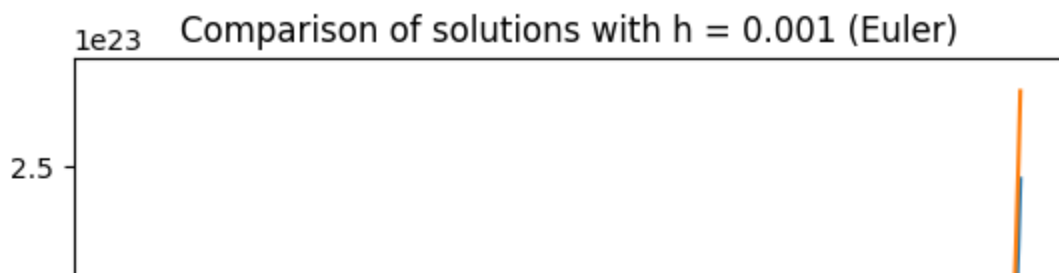 Comparison of solutions with h = 0.001 (Euler)
1e23
2.5